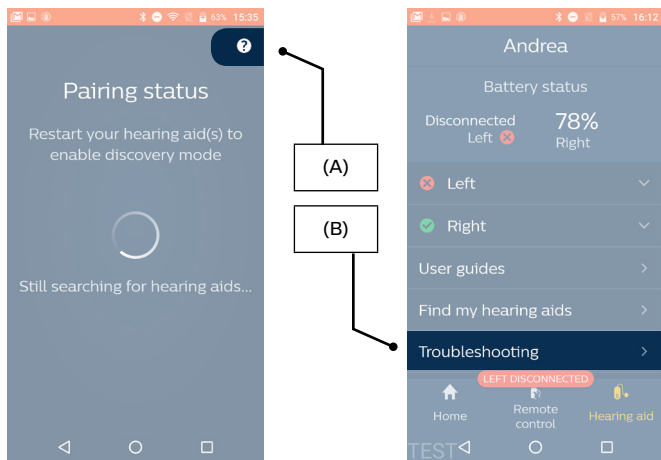 63% 15:35
?
Pairing status
Restart your hearing aid(s) to
enable discovery mode
Still searching for hearing aids...
(A)
(B)
57% 16:12
Andrea
Battery status
Disconnected
Left
78%
Right
Left
Right
User guides
Find my hearing aids
Troubleshooting
LEFT DISCONNECTED
Home
Remote
control
Hearing aid
TEST